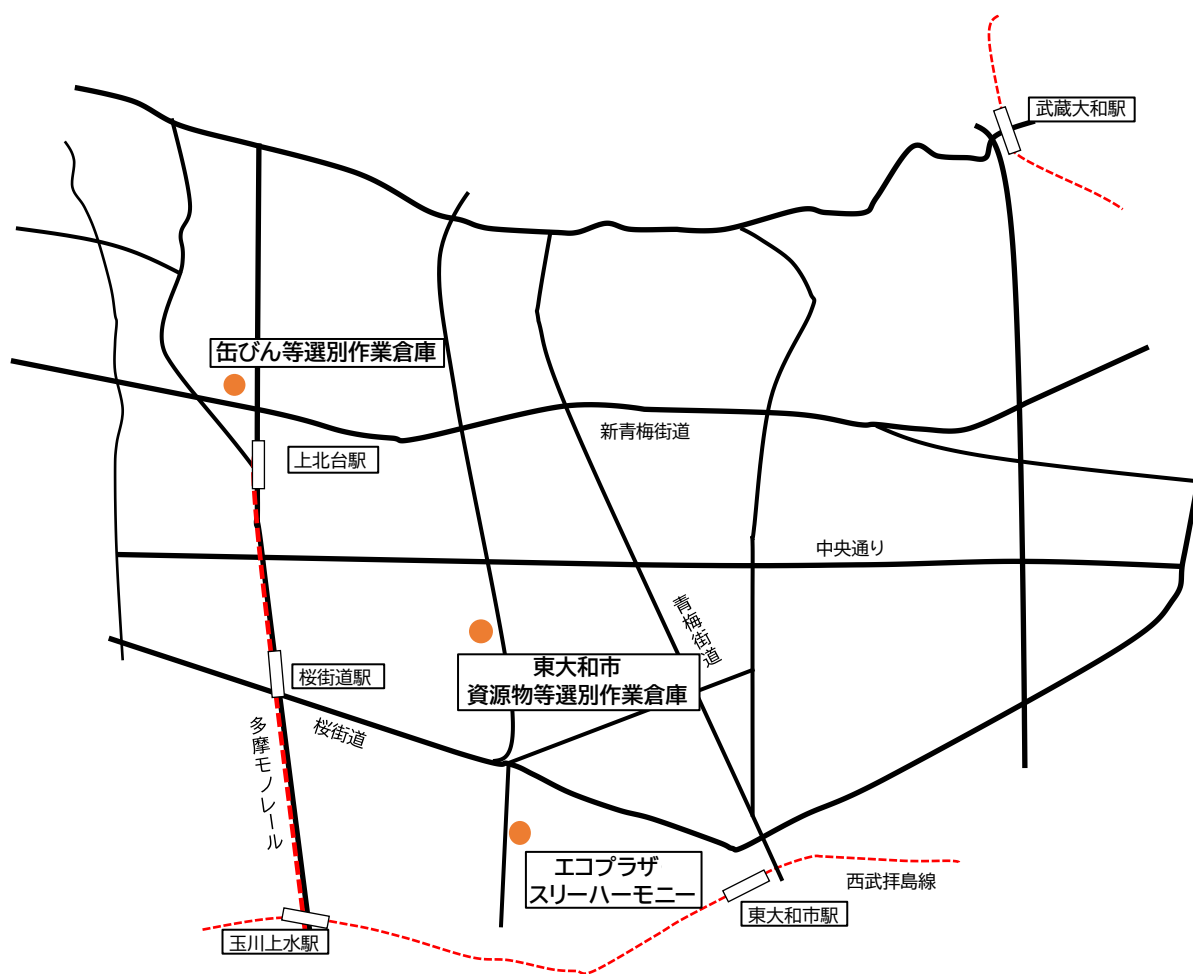 武蔵大和駅
缶びん等選別作業倉庫
新青梅街道
上北台駅
中央通り
青梅街道
東大和市
資源物等選別作業倉庫
桜街道駅
桜街道
多摩モノレール
エコプラザ
スリーハーモニー
西武拝島線
東大和市駅
玉川上水駅